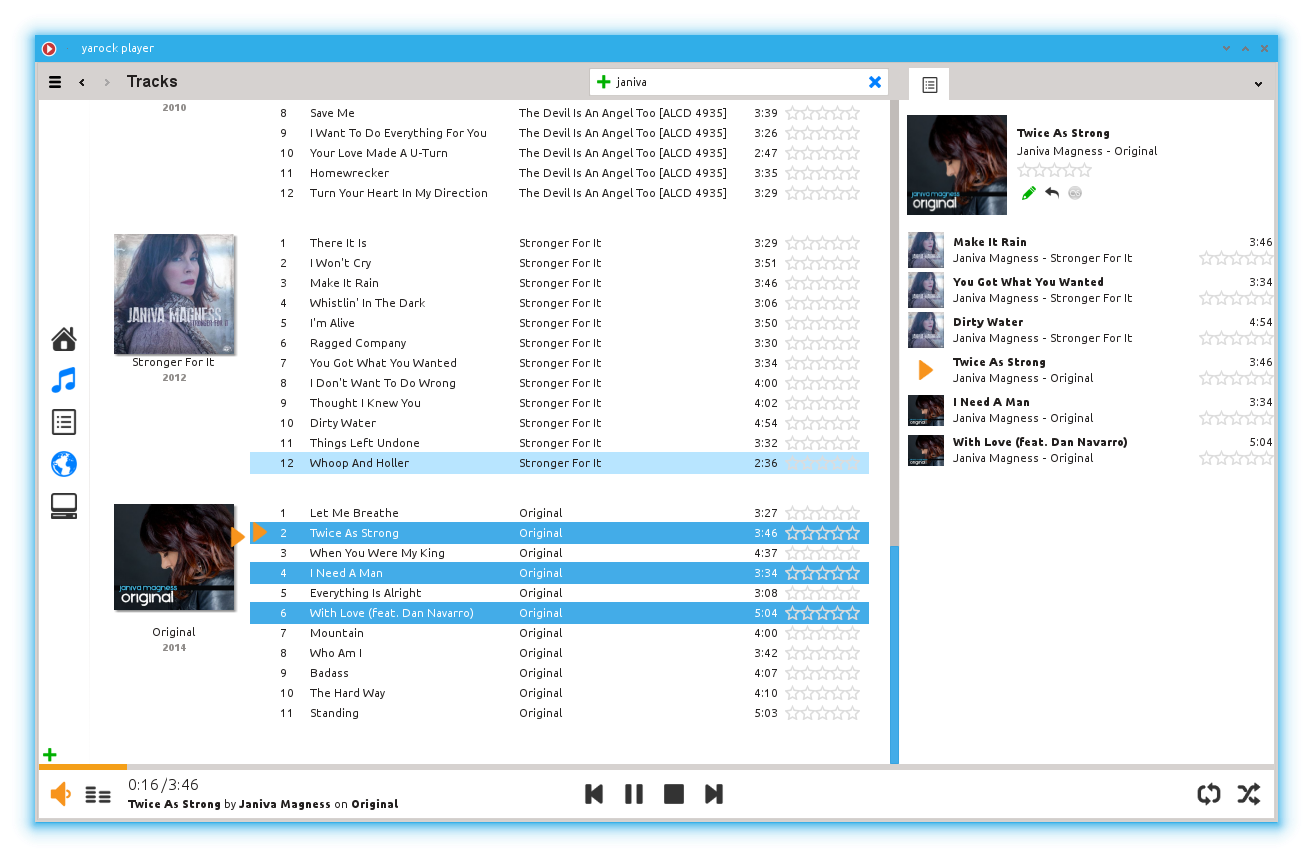 yarock player
Tracks
janiva
2010
8 Save Me The Devil Is An Angel Too [ALCD 4935] 3:39
9 I Want To Do Everything For You The Devil Is An Angel Too [ALCD 4935] 3:26
10 Your Love Made A U-Turn The Devil Is An Angel Too [ALCD 4935] 2:47
11 Homewrecker The Devil Is An Angel Too [ALCD 4935] 3:35
12 Turn Your Heart In My Direction The Devil Is An Angel Too [ALCD 4935] 3:29
JANIVA MAGNESS
STRONGER FOR IT
Stronger For It
2012
1 There It Is Stronger For It 3:29
2 I Won't Cry Stronger For It 3:51
3 Make It Rain Stronger For It 3:46
4 Whistlin' In The Dark Stronger For It 3:06
5 I'm Alive Stronger For It 3:50
6 Ragged Company Stronger For It 3:30
7 You Got What You Wanted Stronger For It 3:34
8 I Don't Want To Do Wrong Stronger For It 4:00
9 Thought I Knew You Stronger For It 4:02
10 Dirty Water Stronger For It 4:54
11 Things Left Undone Stronger For It 3:32
12 Whoop And Holler Stronger For It 2:36
janiva magness
original
Original
2014
1 Let Me Breathe Original 3:27
2 Twice As Strong Original 3:46
3 When You Were My King Original 4:37
4 I Need A Man Original 3:34
5 Everything Is Alright Original 3:08
6 With Love (feat. Dan Navarro) Original 5:04
7 Mountain Original 4:00
8 Who Am I Original 3:42
9 Badass Original 4:07
10 The Hard Way Original 4:10
11 Standing Original 5:03
janiva magness
original
Twice As Strong
Janiva Magness - Original
Make It Rain 3:46
Janiva Magness - Stronger For It
You Got What You Wanted 3:34
Janiva Magness - Stronger For It
Dirty Water 4:54
Janiva Magness - Stronger For It
Twice As Strong 3:46
Janiva Magness - Original
original
I Need A Man 3:34
Janiva Magness - Original
original
With Love (feat. Dan Navarro) 5:04
Janiva Magness - Original
0:16/3:46
Twice As Strong by Janiva Magness on Original